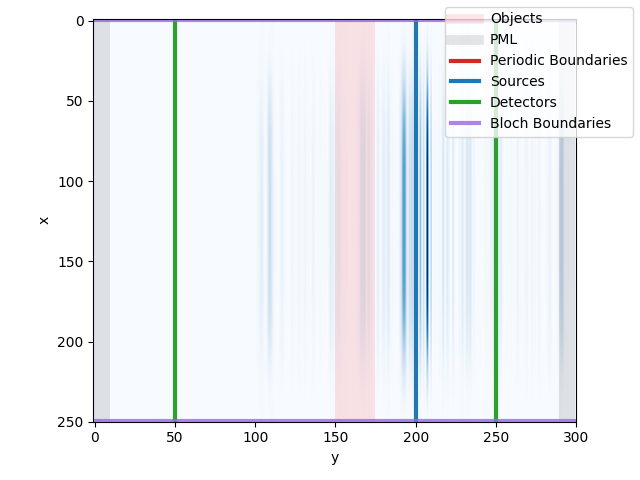 Objects
PML
Periodic Boundaries
Sources
Detectors
Bloch Boundaries
0
50
100
150
200
250
x
0 50 100 150 200 250 300
y